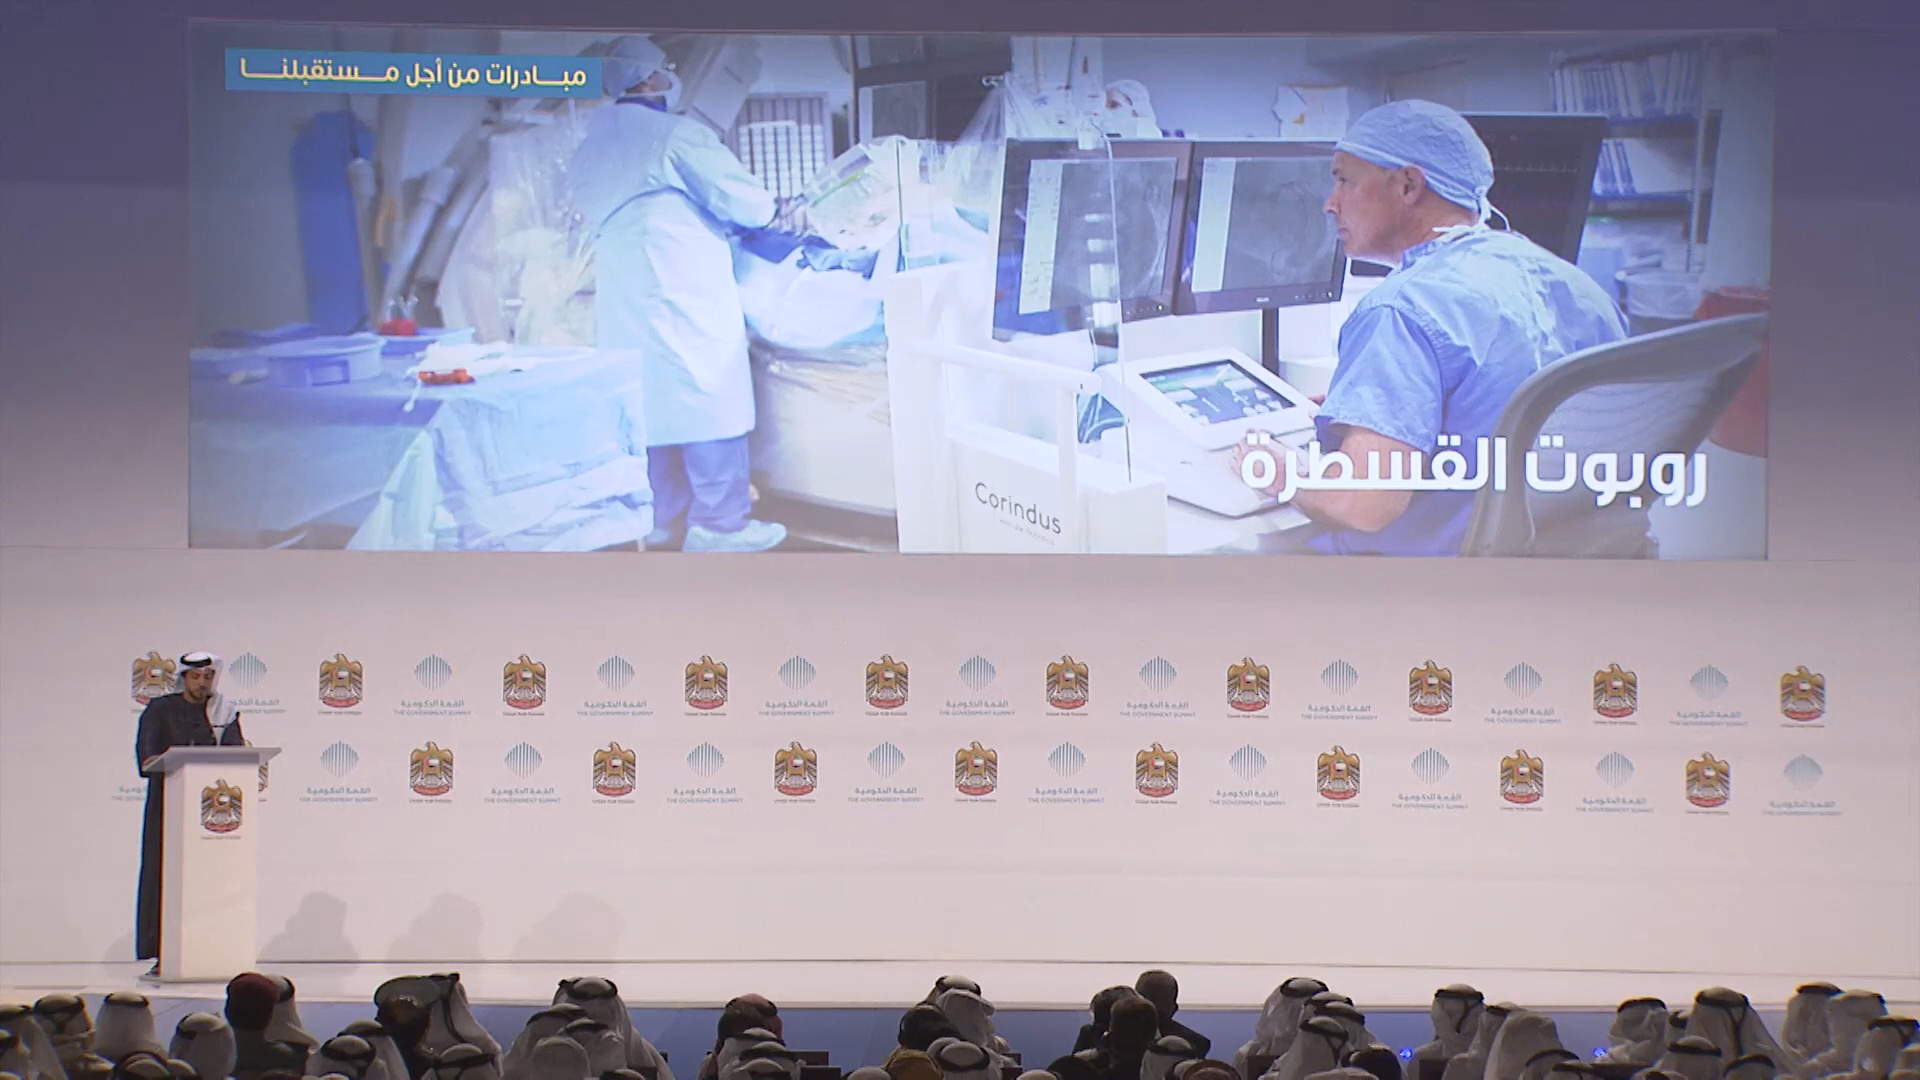 مبادرات من أجل مستقبلنا
روبوت القسطرة
Corindus
القمة الحكومية
THE GOVERNMENT SUMMIT